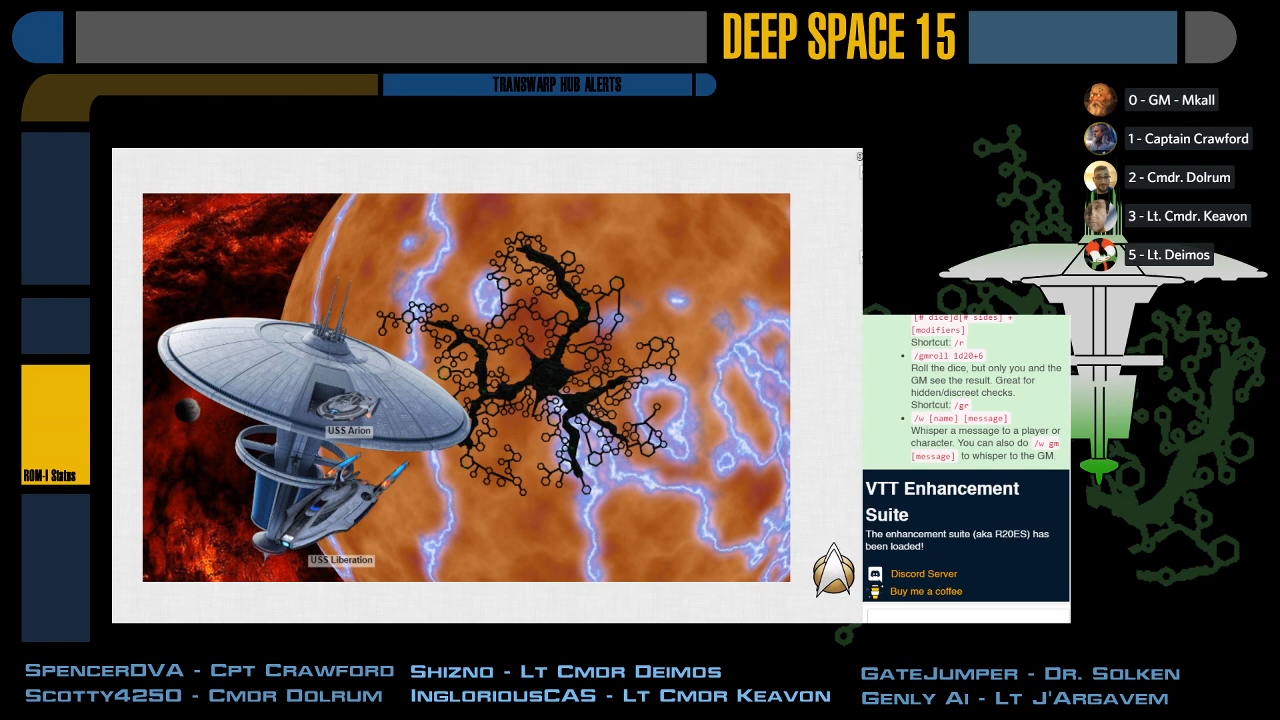 DEEP SPACE 15
TRANSWARP HUB ALERTS
0 - GM - Mkall
1 - Captain Crawford
2 - Cmdr. Dolrum
3 - Lt. Cmdr. Keavon
5 - Lt. Deimos
[# dice]d[# sides] +
[modifiers]
Shortcut: /r
/gmroll 1d20+6
Roll the dice, but only you and the
GM see the result. Great for
hidden/discreet checks.
Shortcut: /gr
/w [name] [message]
Whisper a message to a player or
character. You can also do /w gm
[message] to whisper to the GM.
USS Arion
ROM-I Status
VTT Enhancement
Suite
The enhancement suite (aka R20ES) has
been loaded!
USS Liberation
Discord Server
Buy me a coffee
SpencerDVA - Cpt Crawford
Shizno - Lt Cmdr Deimos
GateJumper - Dr. Solken
Scotty4250 - Cmdr Dolrum
IngloriousCAS - Lt Cmdr Keavon
Genly Ai - Lt J'Argavem